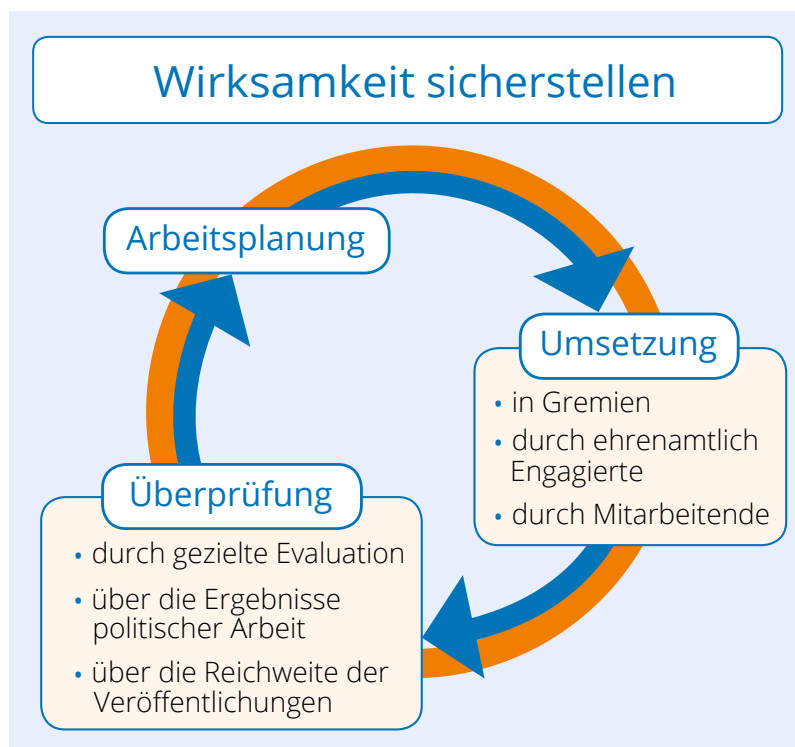 Wirksamkeit sicherstellen
Arbeitsplanung
Umsetzung
• in Gremien
• durch ehrenamtlich
Engagierte
• durch Mitarbeitende
Überprüfung
• durch gezielte Evaluation
• über die Ergebnisse
politischer Arbeit
• über die Reichweite der
Veröffentlichungen